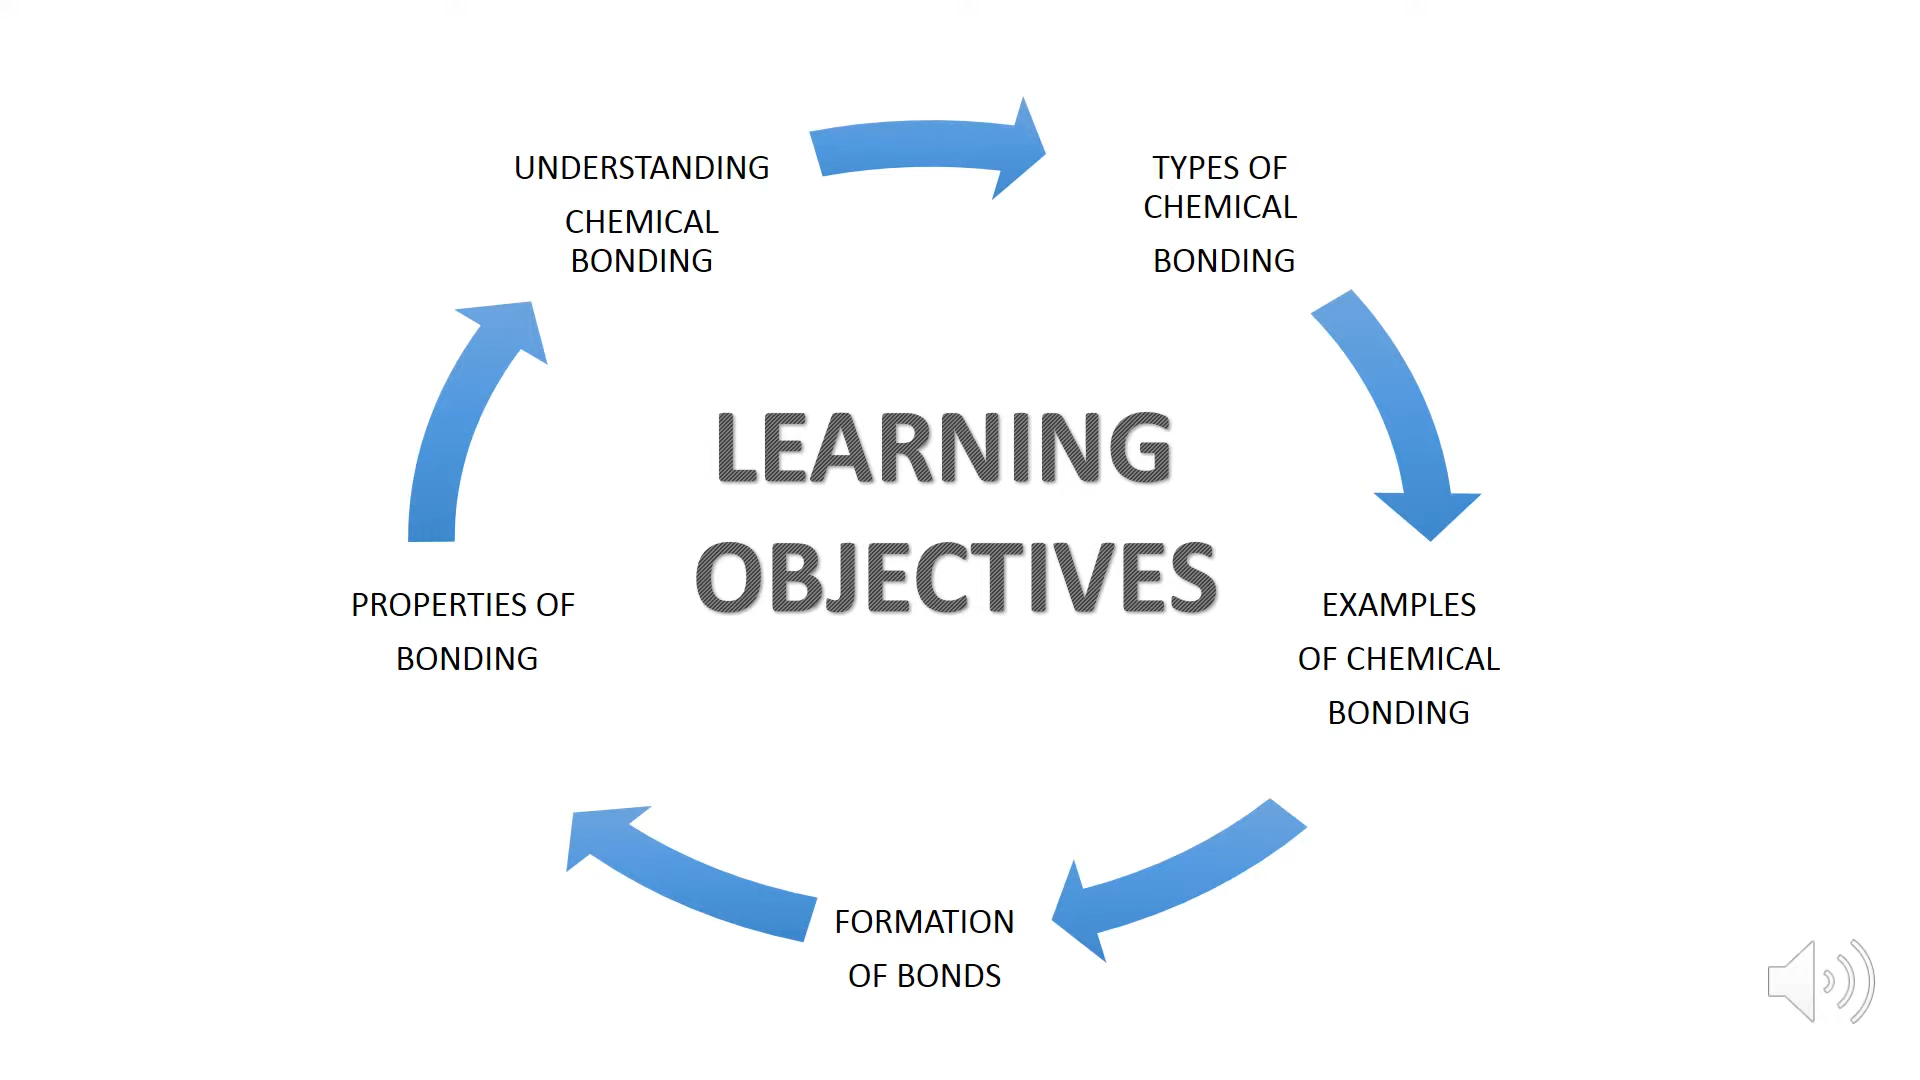 UNDERSTANDING
CHEMICAL
BONDING
TYPES OF
CHEMICAL
BONDING
LEARNING
OBJECTIVES
PROPERTIES OF
BONDING
EXAMPLES
OF CHEMICAL
BONDING
FORMATION
OF BONDS